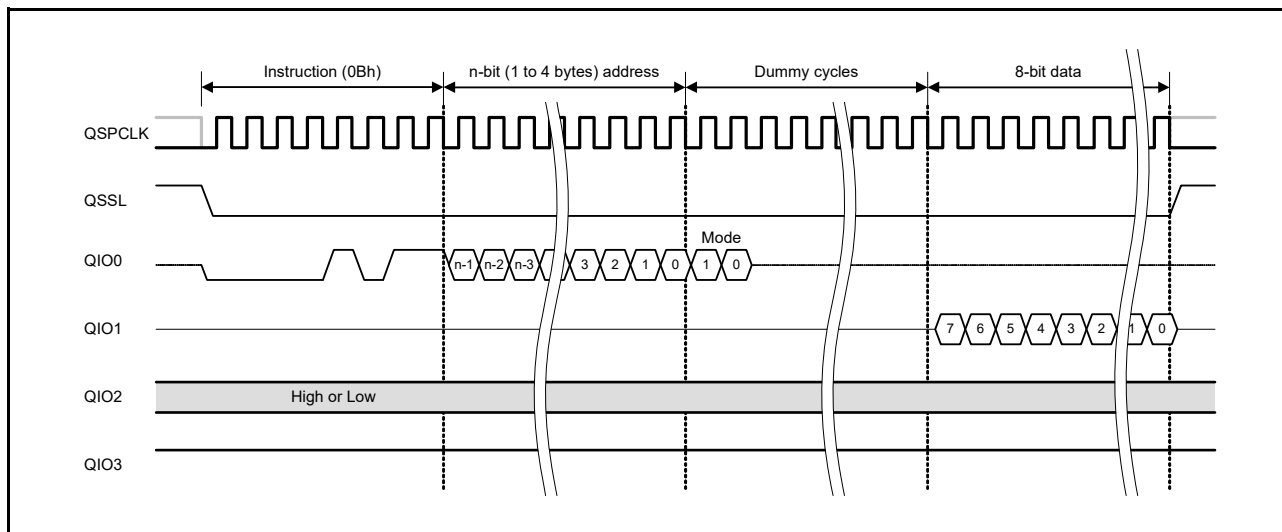 Instruction (0Bh) n-bit (1 to 4 bytes) address Dummy cycles 8-bit data
QSPCLK
QSSL
Mode
QIO0 n-1 n-2 n-3 3 2 1 0 1 0
QIO1 7 6 5 4 3 2 1 0
QIO2 High or Low
QIO3